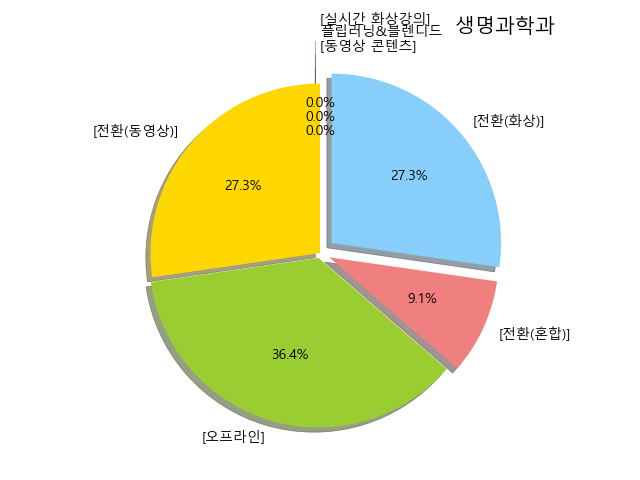 생명과학과
[실시간 화상강의]
플립러닝&블렌디드
[동영상 콘텐츠]
0.0%
0.0%
0.0%
[전환(화상)]
[전환(동영상)]
27.3%
27.3%
9.1%
[전환(혼합)]
36.4%
[오프라인]